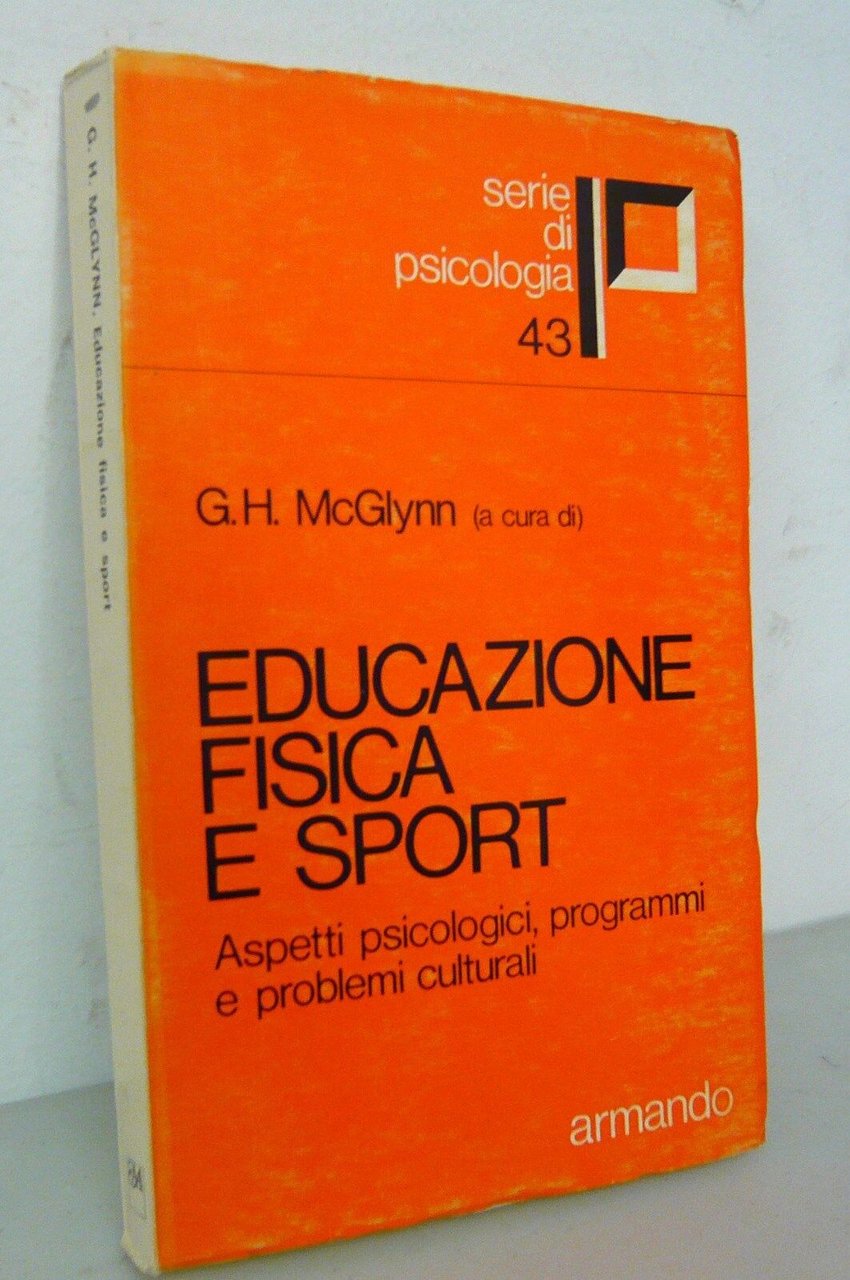 G. H. McGLYNN. Educazione fisica e sport
serie
di
psicologia
43
G.H. McGlynn (a cura di)
EDUCAZIONE
FISICA
E SPORT
Aspetti psicologici, programmi
e problemi culturali
armando